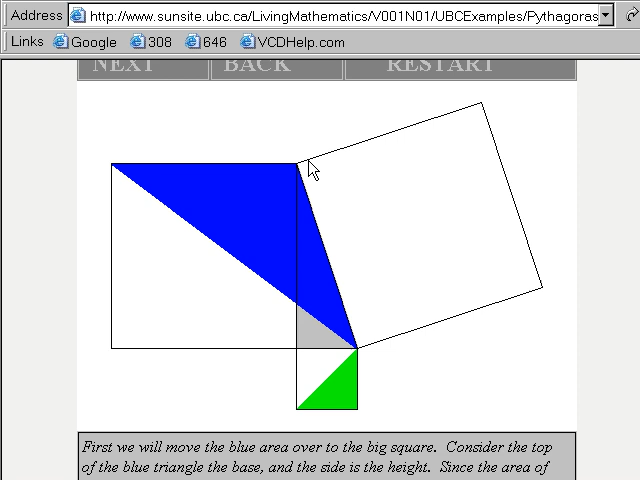 Address http://www.sunsite.ubc.ca/LivingMathematics/V001N01/UBCExamples/Pythagoras
Links Google 308 646 VCDHelp.com
NEXT BACK RESTART
First we will move the blue area over to the big square. Consider the top
of the blue triangle the base, and the side is the height. Since the area of